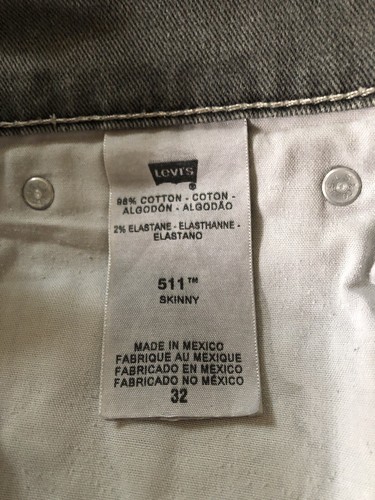 Levi's
®
98% COTTON - COTON -
ALGODÓN - ALGODÃO
2% ELASTANE - ELASTHANNE -
ELASTANO
511™
SKINNY
MADE IN MEXICO
FABRIQUE AU MEXIQUE
FABRICADO EN MÉXICO
FABRICADO NO MÉXICO
32